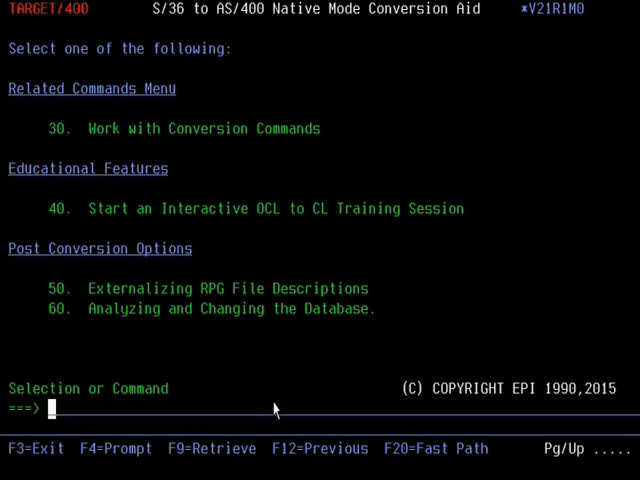 TARGET/400 S/36 to AS/400 Native Mode Conversion Aid *V21R1M0
Select one of the following:
Related Commands Menu
30. Work with Conversion Commands
Educational Features
40. Start an Interactive OCL to CL Training Session
Post Conversion Options
50. Externalizing RPG File Descriptions
60. Analyzing and Changing the Database.
Selection or Command (C) COPYRIGHT EPI 1990,2015
===>
F3=Exit F4=Prompt F9=Retrieve F12=Previous F20=Fast Path Pg/Up .....